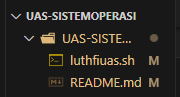 UAS-SISTEMOPERASI
UAS-SISTE...
luthfiuas.sh
README.md